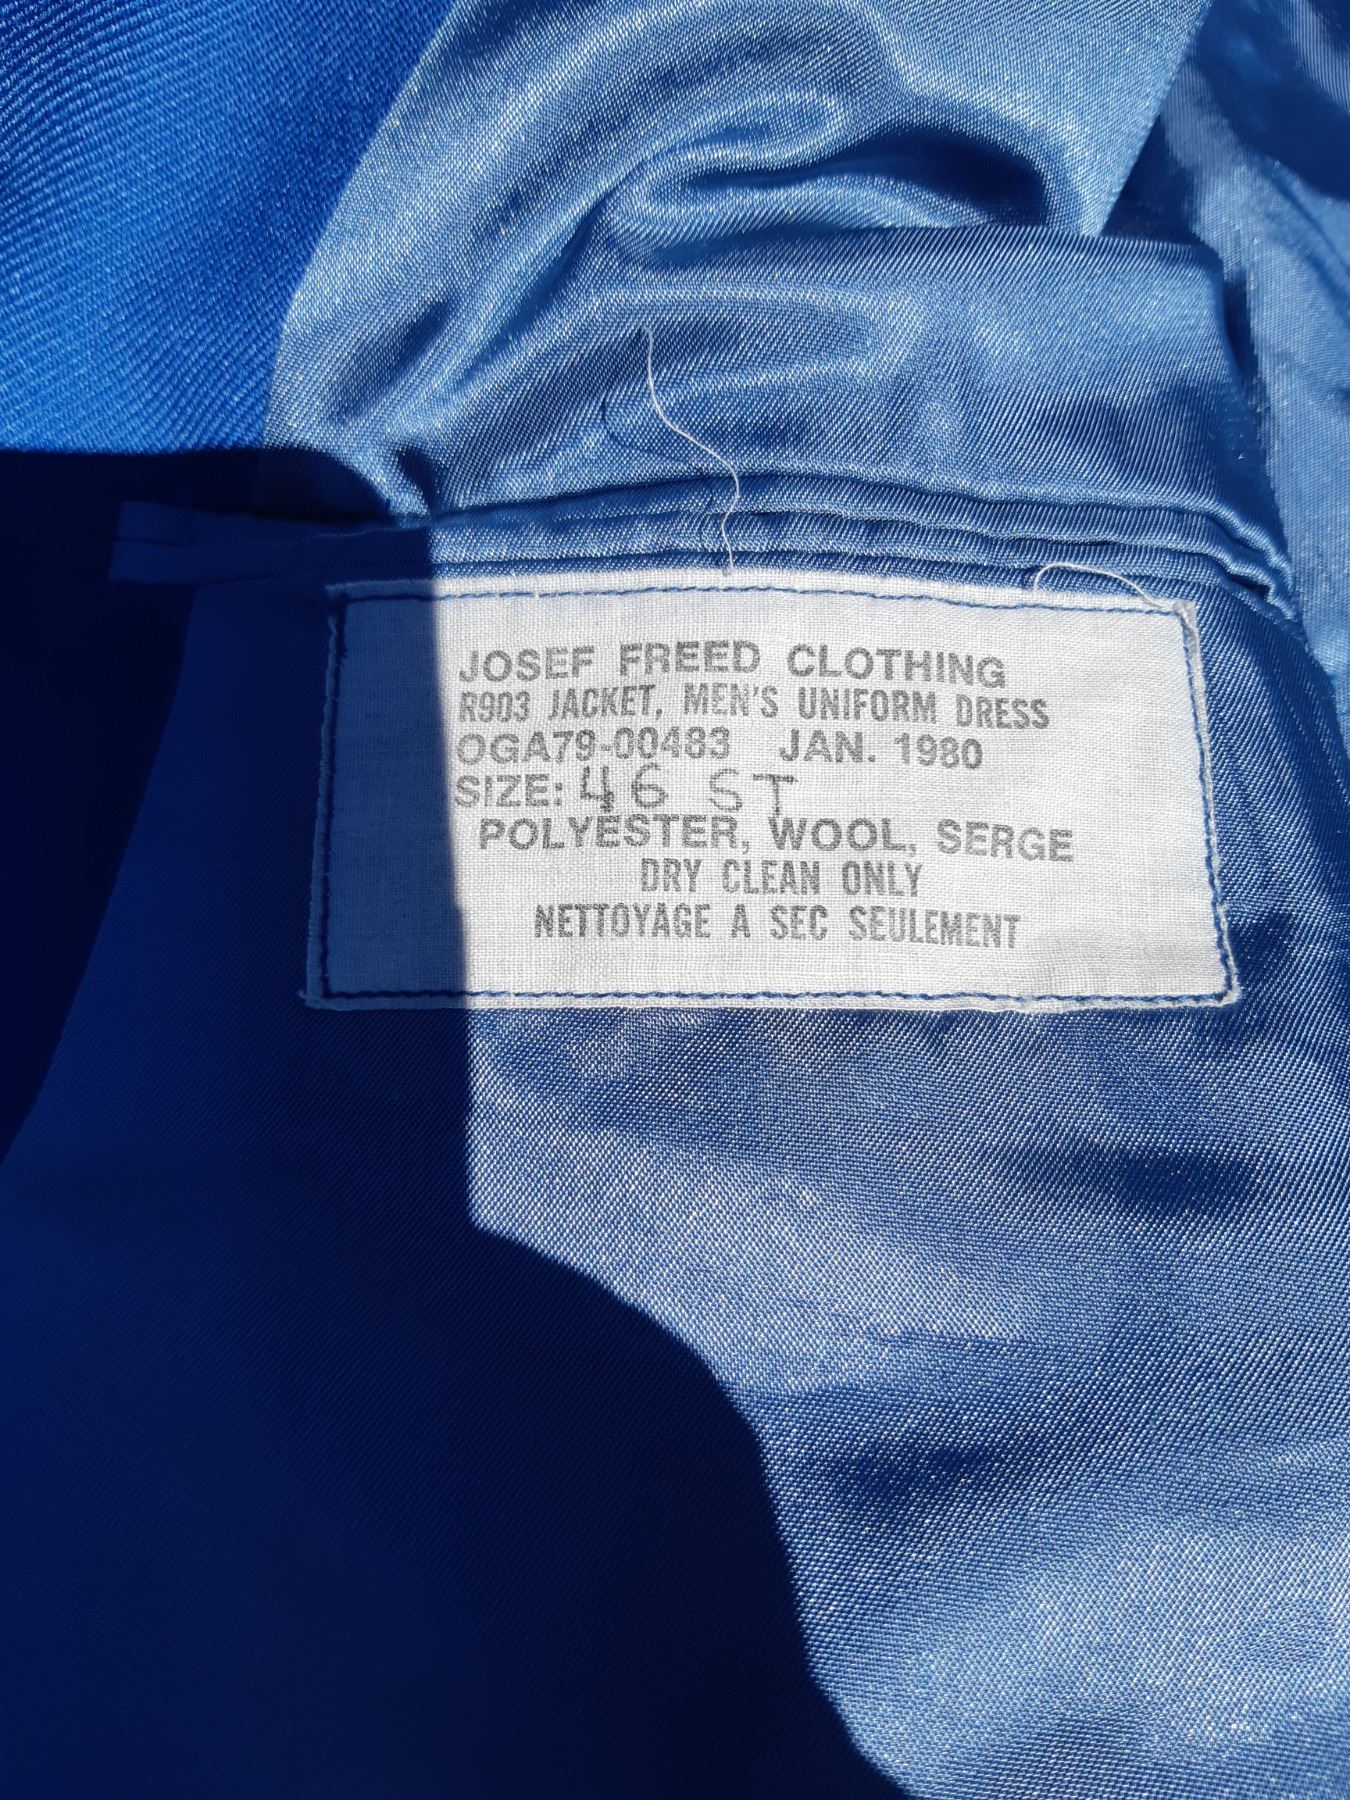 JOSEF FREED CLOTHING
R903 JACKET, MEN'S UNIFORM DRESS
OGA79-00483 JAN. 1980
SIZE: 46 ST
POLYESTER, WOOL, SERGE
DRY CLEAN ONLY
NETTOYAGE A SEC SEULEMENT